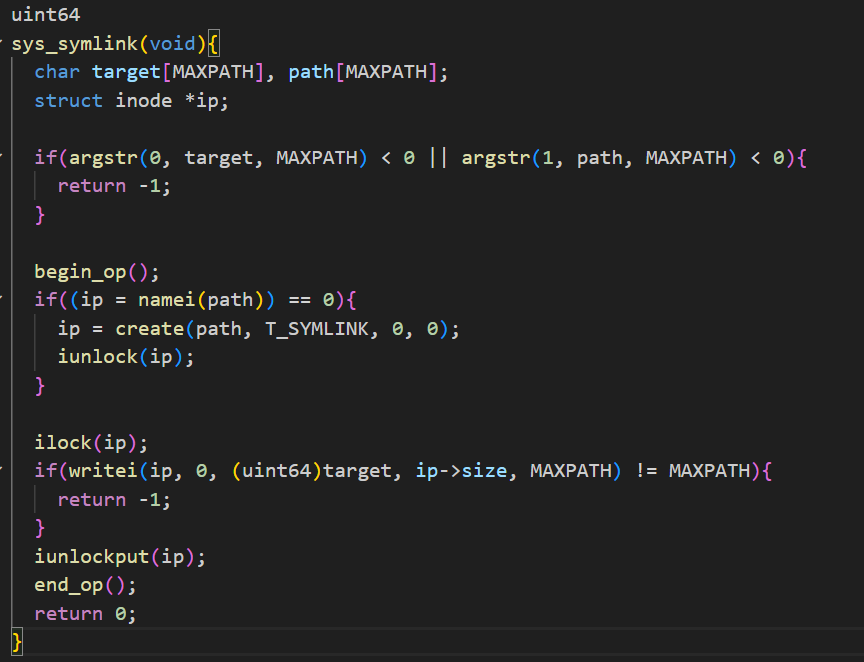 uint64
sys_symlink(void){
  char target[MAXPATH], path[MAXPATH];
  struct inode *ip;

  if(argstr(0, target, MAXPATH) < 0 || argstr(1, path, MAXPATH) < 0){
    return -1;
  }

  begin_op();
  if((ip = namei(path)) == 0){
    ip = create(path, T_SYMLINK, 0, 0);
    iunlock(ip);
  }

  ilock(ip);
  if(writei(ip, 0, (uint64)target, ip->size, MAXPATH) != MAXPATH){
    return -1;
  }
  iunlockput(ip);
  end_op();
  return 0;
}